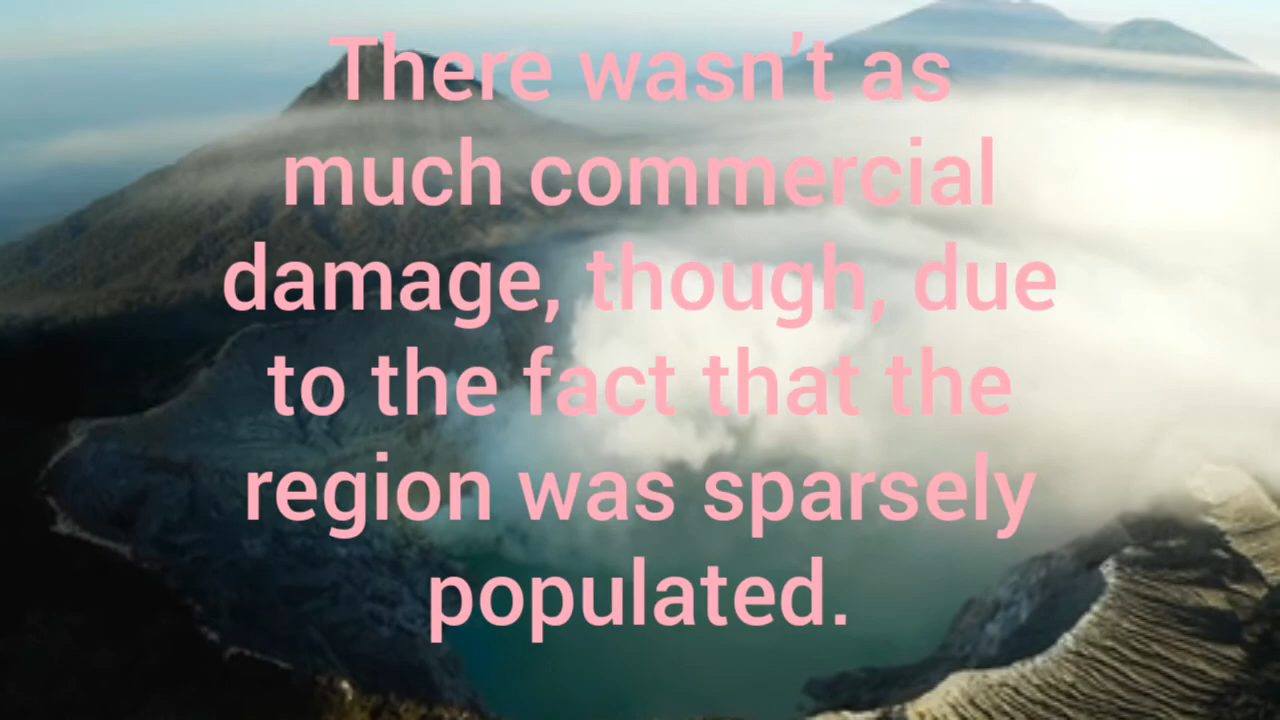 There wasn’t as
much commercial
damage, though, due
to the fact that the
region was sparsely
populated.